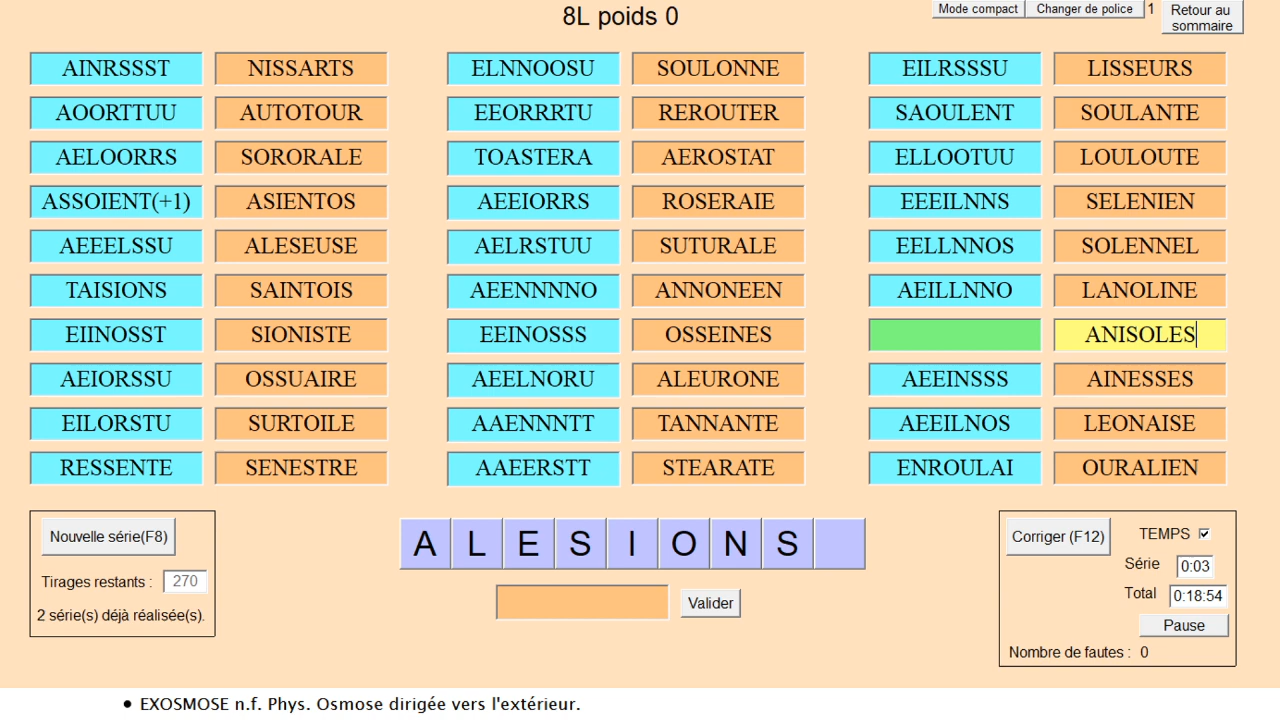 8L poids 0
Mode compact Changer de police 1 Retour au sommaire
AINRSSST NISSARTS ELNNOOSU SOULONNE EILRSSSU LISSEURS
AOORTTUU AUTOTOUR EEORRRTU REROUTER SAOULENT SOULANTE
AELOORRS SORORALE TOASTERA AEROSTAT ELLOOTUU LOULOUTE
ASSOIENT(+1) ASIENTOS AEEIORRS ROSERAIE EEEILNNS SELENIEN
AEEELSSU ALESEUSE AELRSTUU SUTURALE EELLNNOS SOLENNEL
TAISIONS SAINTOIS AEENNNNO ANNONEEN AEILLNNO LANOLINE
EIINOSST SIONISTE EEINOSSS OSSEINES ANISOLES
AEIORSSU OSSUAIRE AEELNORU ALEURONE AEEINSSS AINESSES
EILORSTU SURTOILE AAENNNTT TANNANTE AEEILNOS LEONAISE
RESSENTE SENESTRE AAEERSTT STEARATE ENROULAI OURALIEN
Nouvelle série(F8)
Tirages restants : 270
2 série(s) déjà réalisée(s).
A L E S I O N S
Valider
Corriger (F12) TEMPS
Série 0:03
Total 0:18:54
Pause
Nombre de fautes : 0
• EXOSMOSE n.f. Phys. Osmose dirigée vers l'extérieur.